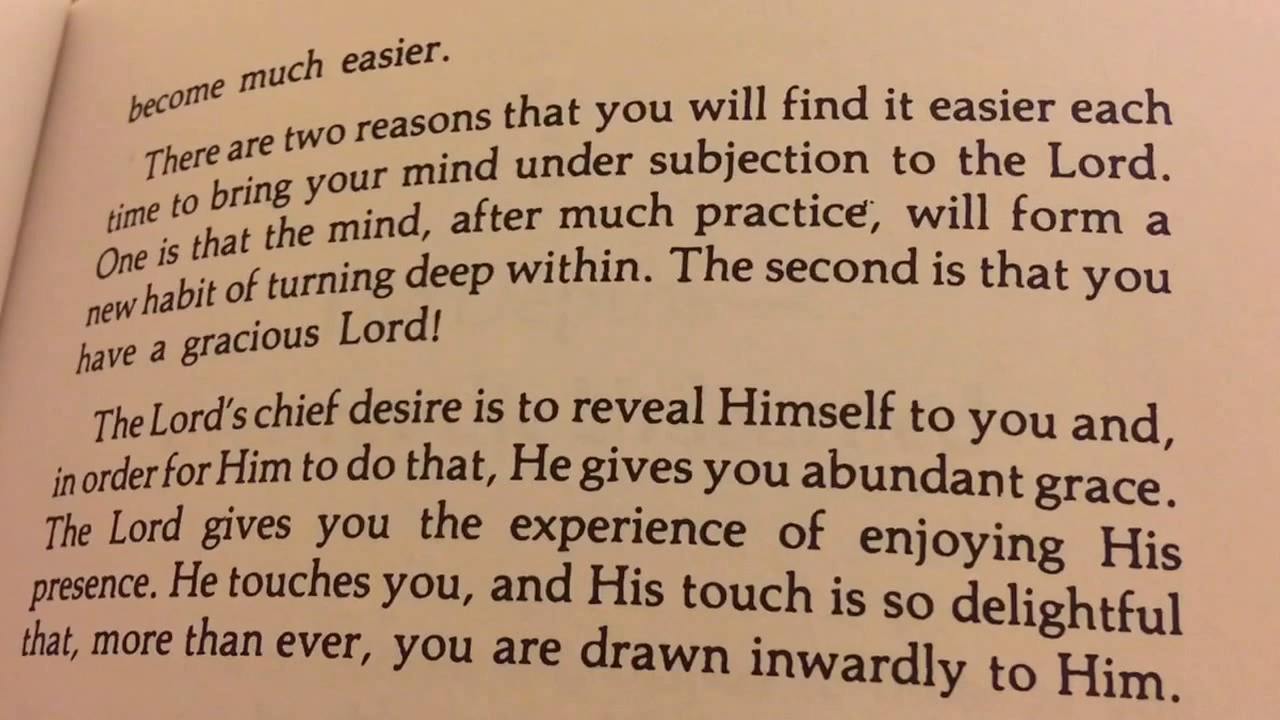 become much easier.
There are two reasons that you will find it easier each
time to bring your mind under subjection to the Lord.
One is that the mind, after much practice, will form a
new habit of turning deep within. The second is that you
have a gracious Lord!
The Lord's chief desire is to reveal Himself to you and,
in order for Him to do that, He gives you abundant grace.
The Lord gives you the experience of enjoying His
presence. He touches you, and His touch is so delightful
that, more than ever, you are drawn inwardly to Him.